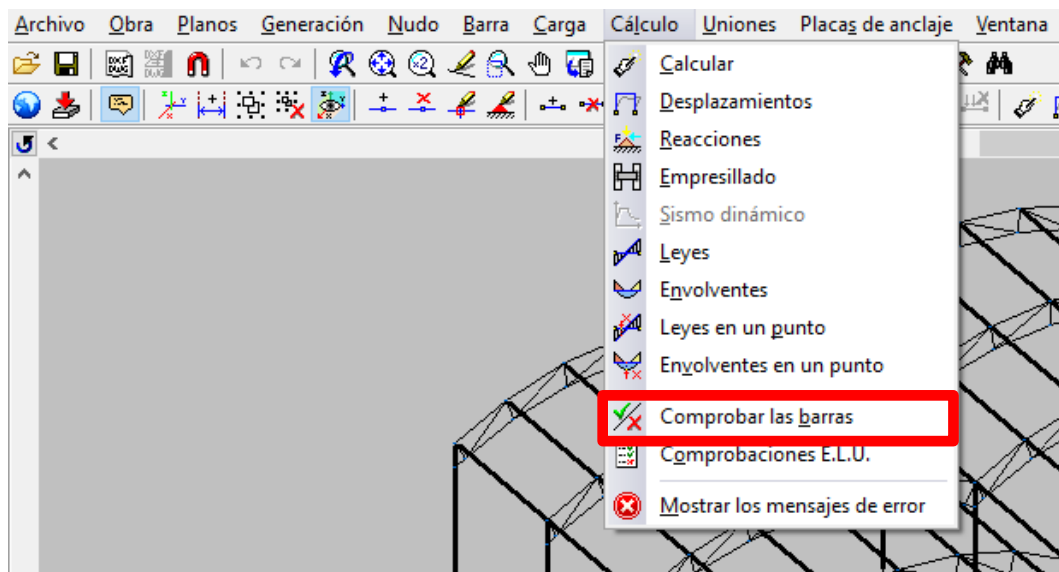 Archivo Obra Planos Generación Nudo Barra Carga Cálculo Uniones Placas de anclaje Ventana
Calcular
Desplazamientos
Reacciones
Empresillado
Sismo dinámico
Leyes
Envolventes
Leyes en un punto
Envolventes en un punto
Comprobar las barras
Comprobaciones E.L.U.
Mostrar los mensajes de error